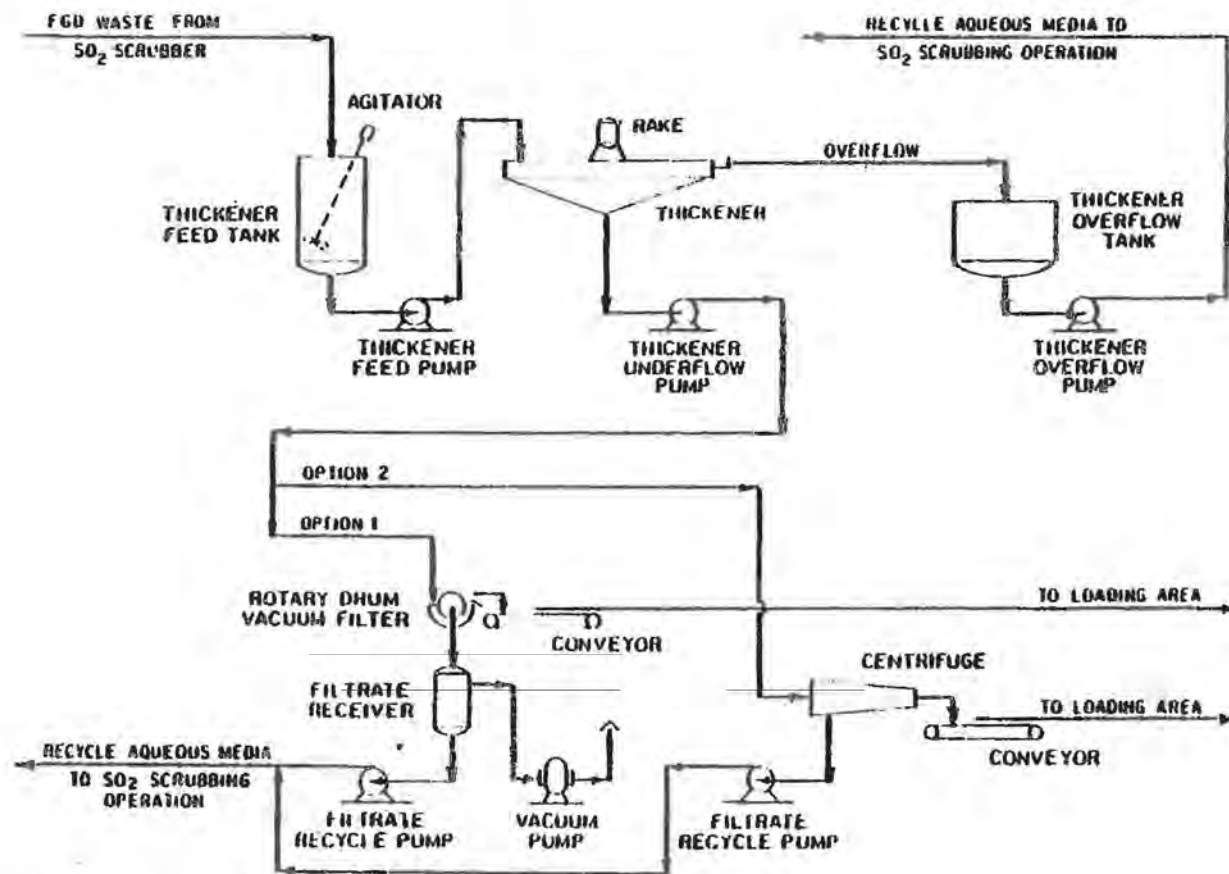 FGD WASTE FROM
SO2 SCRUBBER
RECYCLE AQUEOUS MEDIA TO
SO2 SCRUBBING OPERATION
AGITATOR
RAKE
OVERFLOW
THICKENER
FEED TANK
THICKENER
THICKENER
OVERFLOW
TANK
THICKENER
FEED PUMP
THICKENER
UNDERFLOW
PUMP
THICKENER
OVERFLOW
PUMP
OPTION 2
OPTION 1
ROTARY DRUM
VACUUM FILTER
TO LOADING AREA
CONVEYOR
CENTRIFUGE
FILTRATE
RECEIVER
TO LOADING AREA
CONVEYOR
RECYCLE AQUEOUS MEDIA
TO SO2 SCRUBBING
OPERATION
FILTRATE
RECYCLE PUMP
VACUUM
PUMP
FILTRATE
RECYCLE PUMP